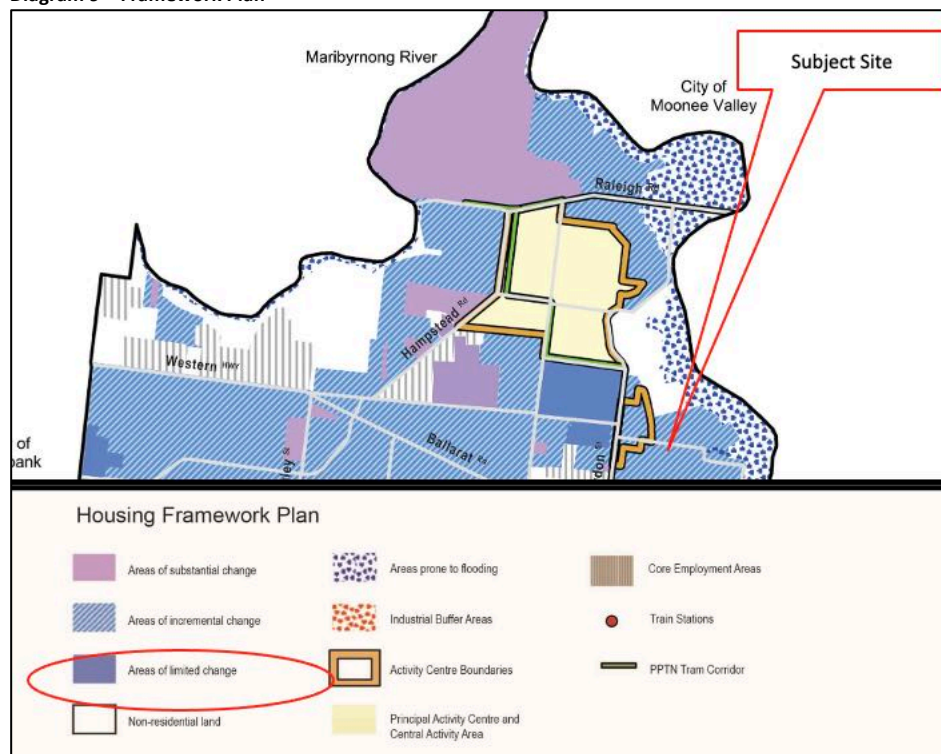 Maribyrnong River
Subject Site
City of
Moonee Valley
Raleigh Rd
Hampstead Rd
Western HWY
of
bank
Ballarat Rd
ley St
don St
Housing Framework Plan
Areas of substantial change
Areas prone to flooding
Core Employment Areas
Areas of incremental change
Industrial Buffer Areas
Train Stations
Areas of limited change
Activity Centre Boundaries
PPTN Tram Corridor
Non-residential land
Principal Activity Centre and
Central Activity Area